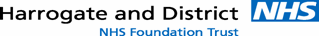 Harrogate and District NHS
NHS Foundation Trust